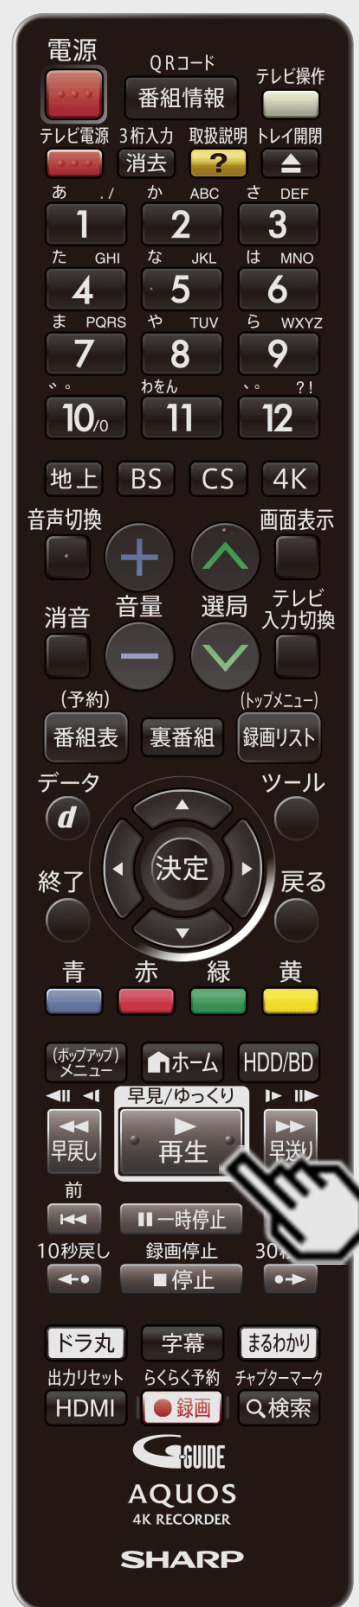 電源
QRコード
テレビ操作
番組情報
テレビ電源 3桁入力 取扱説明 トレイ開閉
消去 ?
あ ./ か ABC さ DEF
1 2 3
た GHI な JKL は MNO
4 5 6
ま PQRS や TUV ら WXYZ
7 8 9
゛゜ わをん 、。 ?!
10/0 11 12
地上 BS CS 4K
音声切換 画面表示
+
消音 音量 選局 テレビ
入力切換
−
(予約) (トップメニュー)
番組表 裏番組 録画リスト
データ ツール
d
決定
終了 戻る
青 赤 緑 黄
(ポップアップ)
メニュー ホーム HDD/BD
早見/ゆっくり
早戻し 再生 早送り
前
一時停止
10秒戻し 録画停止 30秒
停止
ドラ丸 字幕 まるわかり
出力リセット らくらく予約 チャプターマーク
HDMI 録画 検索
G-GUIDE
AQUOS
4K RECORDER
SHARP